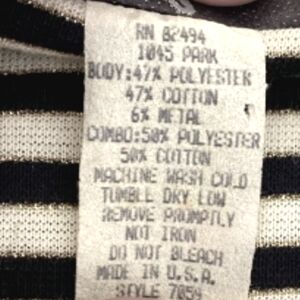 RN 82494
1045 PARK
BODY:47% POLYESTER
47% COTTON
6% METAL
COMBO:50% POLYESTER
50% COTTON
MACHINE WASH COLD
TUMBLE DRY LOW
REMOVE PROMPTLY
NOT IRON
DO NOT BLEACH
MADE IN U.S.A.
STYLE 7059